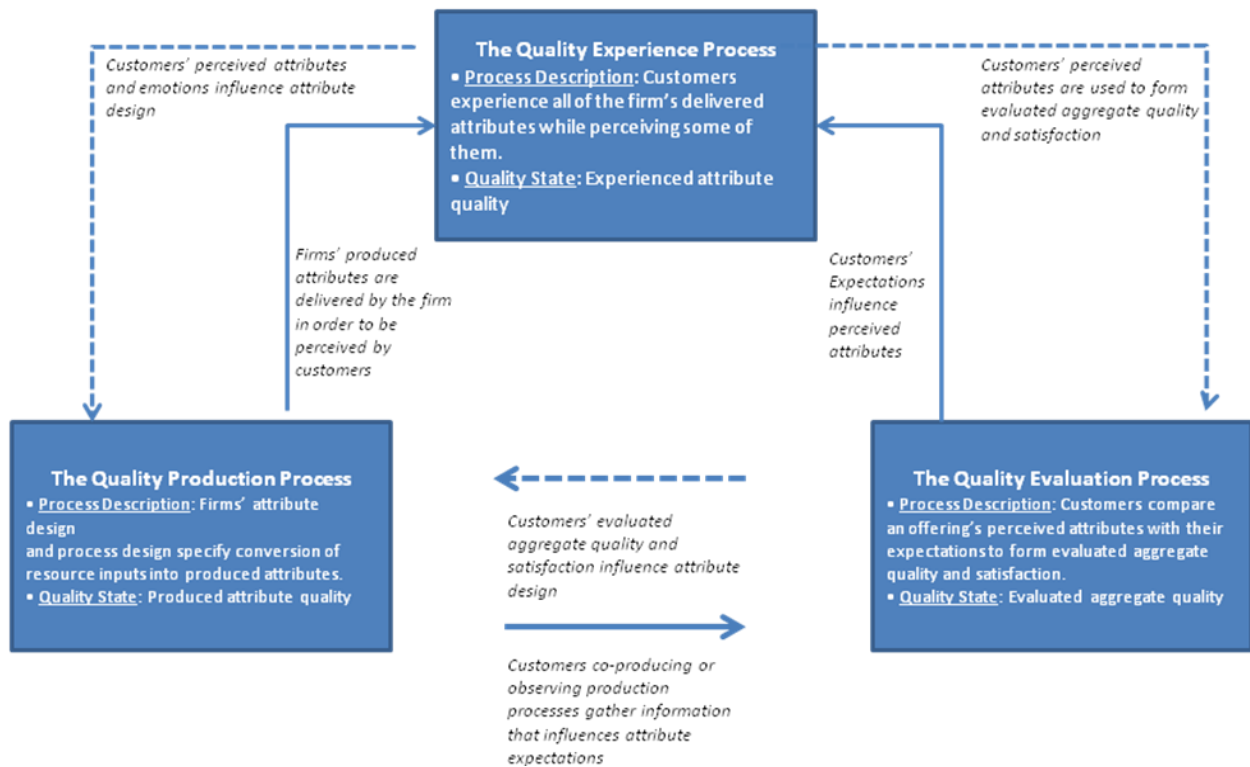 The Quality Experience Process
• Process Description: Customers
experience all of the firm's delivered
attributes while perceiving some of
them.
• Quality State: Experienced attribute
quality
Customers' perceived attributes
and emotions influence attribute
design
Customers' perceived
attributes are used to form
evaluated aggregate quality
and satisfaction
Firms' produced
attributes are
delivered by the firm
in order to be
perceived by
customers
Customers'
Expectations
influence
perceived
attributes
The Quality Production Process
• Process Description: Firms' attribute
design
and process design specify conversion of
resource inputs into produced attributes.
• Quality State: Produced attribute quality
Customers' evaluated
aggregate quality and
satisfaction influence attribute
design
Customers co-producing or
observing production
processes gather information
that influences attribute
expectations
The Quality Evaluation Process
• Process Description: Customers compare
an offering's perceived attributes with their
expectations to form evaluated aggregate
quality and satisfaction.
• Quality State: Evaluated aggregate quality